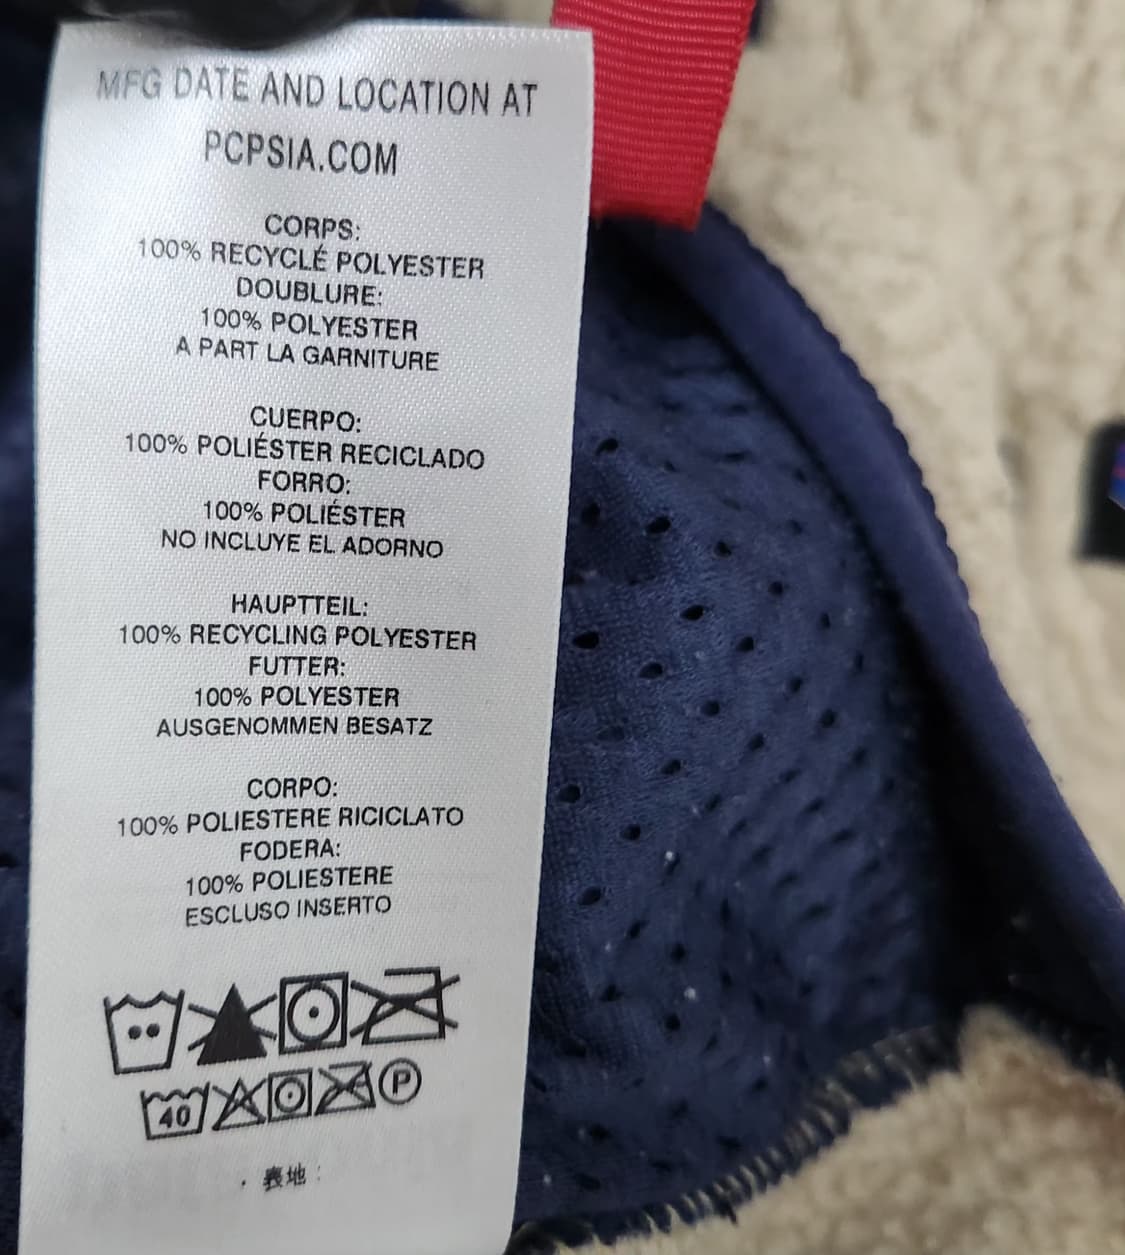 MFG DATE AND LOCATION AT
PCPSIA.COM
CORPS:
100% RECYCLÉ POLYESTER
DOUBLURE:
100% POLYESTER
A PART LA GARNITURE
CUERPO:
100% POLIÉSTER RECICLADO
FORRO:
100% POLIÉSTER
NO INCLUYE EL ADORNO
HAUPTTEIL:
100% RECYCLING POLYESTER
FUTTER:
100% POLYESTER
AUSGENOMMEN BESATZ
CORPO:
100% POLIESTERE RICICLATO
FODERA:
100% POLIESTERE
ESCLUSO INSERTO
40 P
表地: